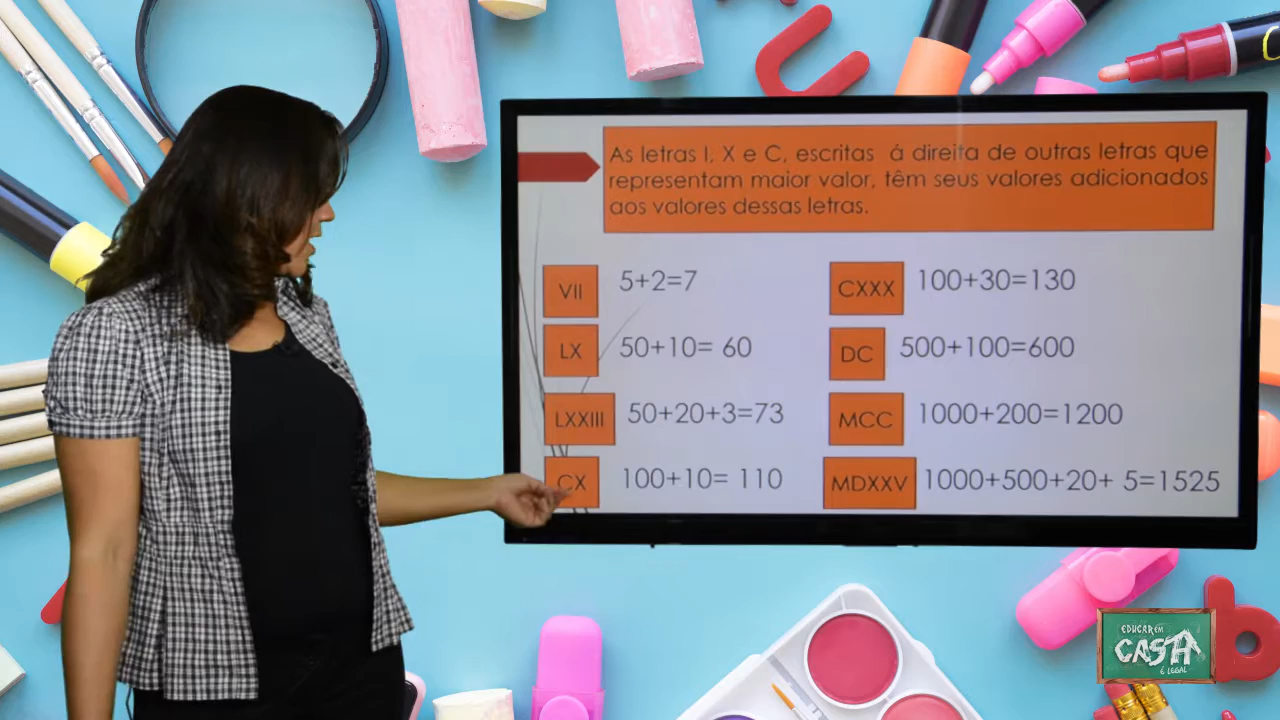 As letras I, X e C, escritas á direita de outras letras que
representam maior valor, têm seus valores adicionados
aos valores dessas letras.
VII 5+2=7
CXXX 100+30=130
LX 50+10= 60
DC 500+100=600
LXXIII 50+20+3=73
MCC 1000+200=1200
CX 100+10= 110
MDXXV 1000+500+20+ 5=1525
EDUCAR EM
CASA
É LEGAL